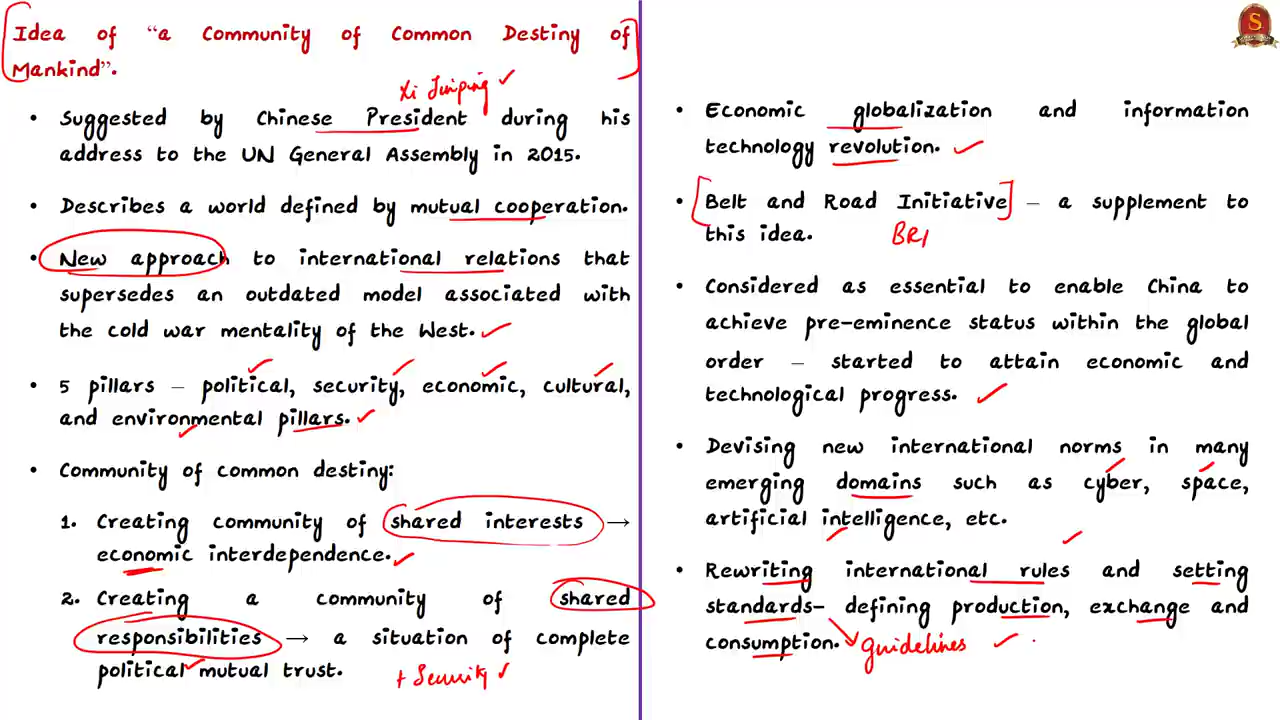 Idea of “a Community of Common Destiny of
Mankind”.
Xi Jinping
• Suggested by Chinese President during his
address to the UN General Assembly in 2015.
• Describes a world defined by mutual cooperation.
• New approach to international relations that
supersedes an outdated model associated with
the cold war mentality of the West.
• 5 pillars – political, security, economic, cultural,
and environmental pillars.
• Community of common destiny:
1. Creating community of shared interests →
economic interdependence.
2. Creating a community of shared
responsibilities → a situation of complete
political mutual trust.
+ Security
• Economic globalization and information
technology revolution.
• Belt and Road Initiative – a supplement to
this idea.
BRI
• Considered as essential to enable China to
achieve pre-eminence status within the global
order – started to attain economic and
technological progress.
• Devising new international norms in many
emerging domains such as cyber, space,
artificial intelligence, etc.
• Rewriting international rules and setting
standards– defining production, exchange and
consumption.
guidelines
S